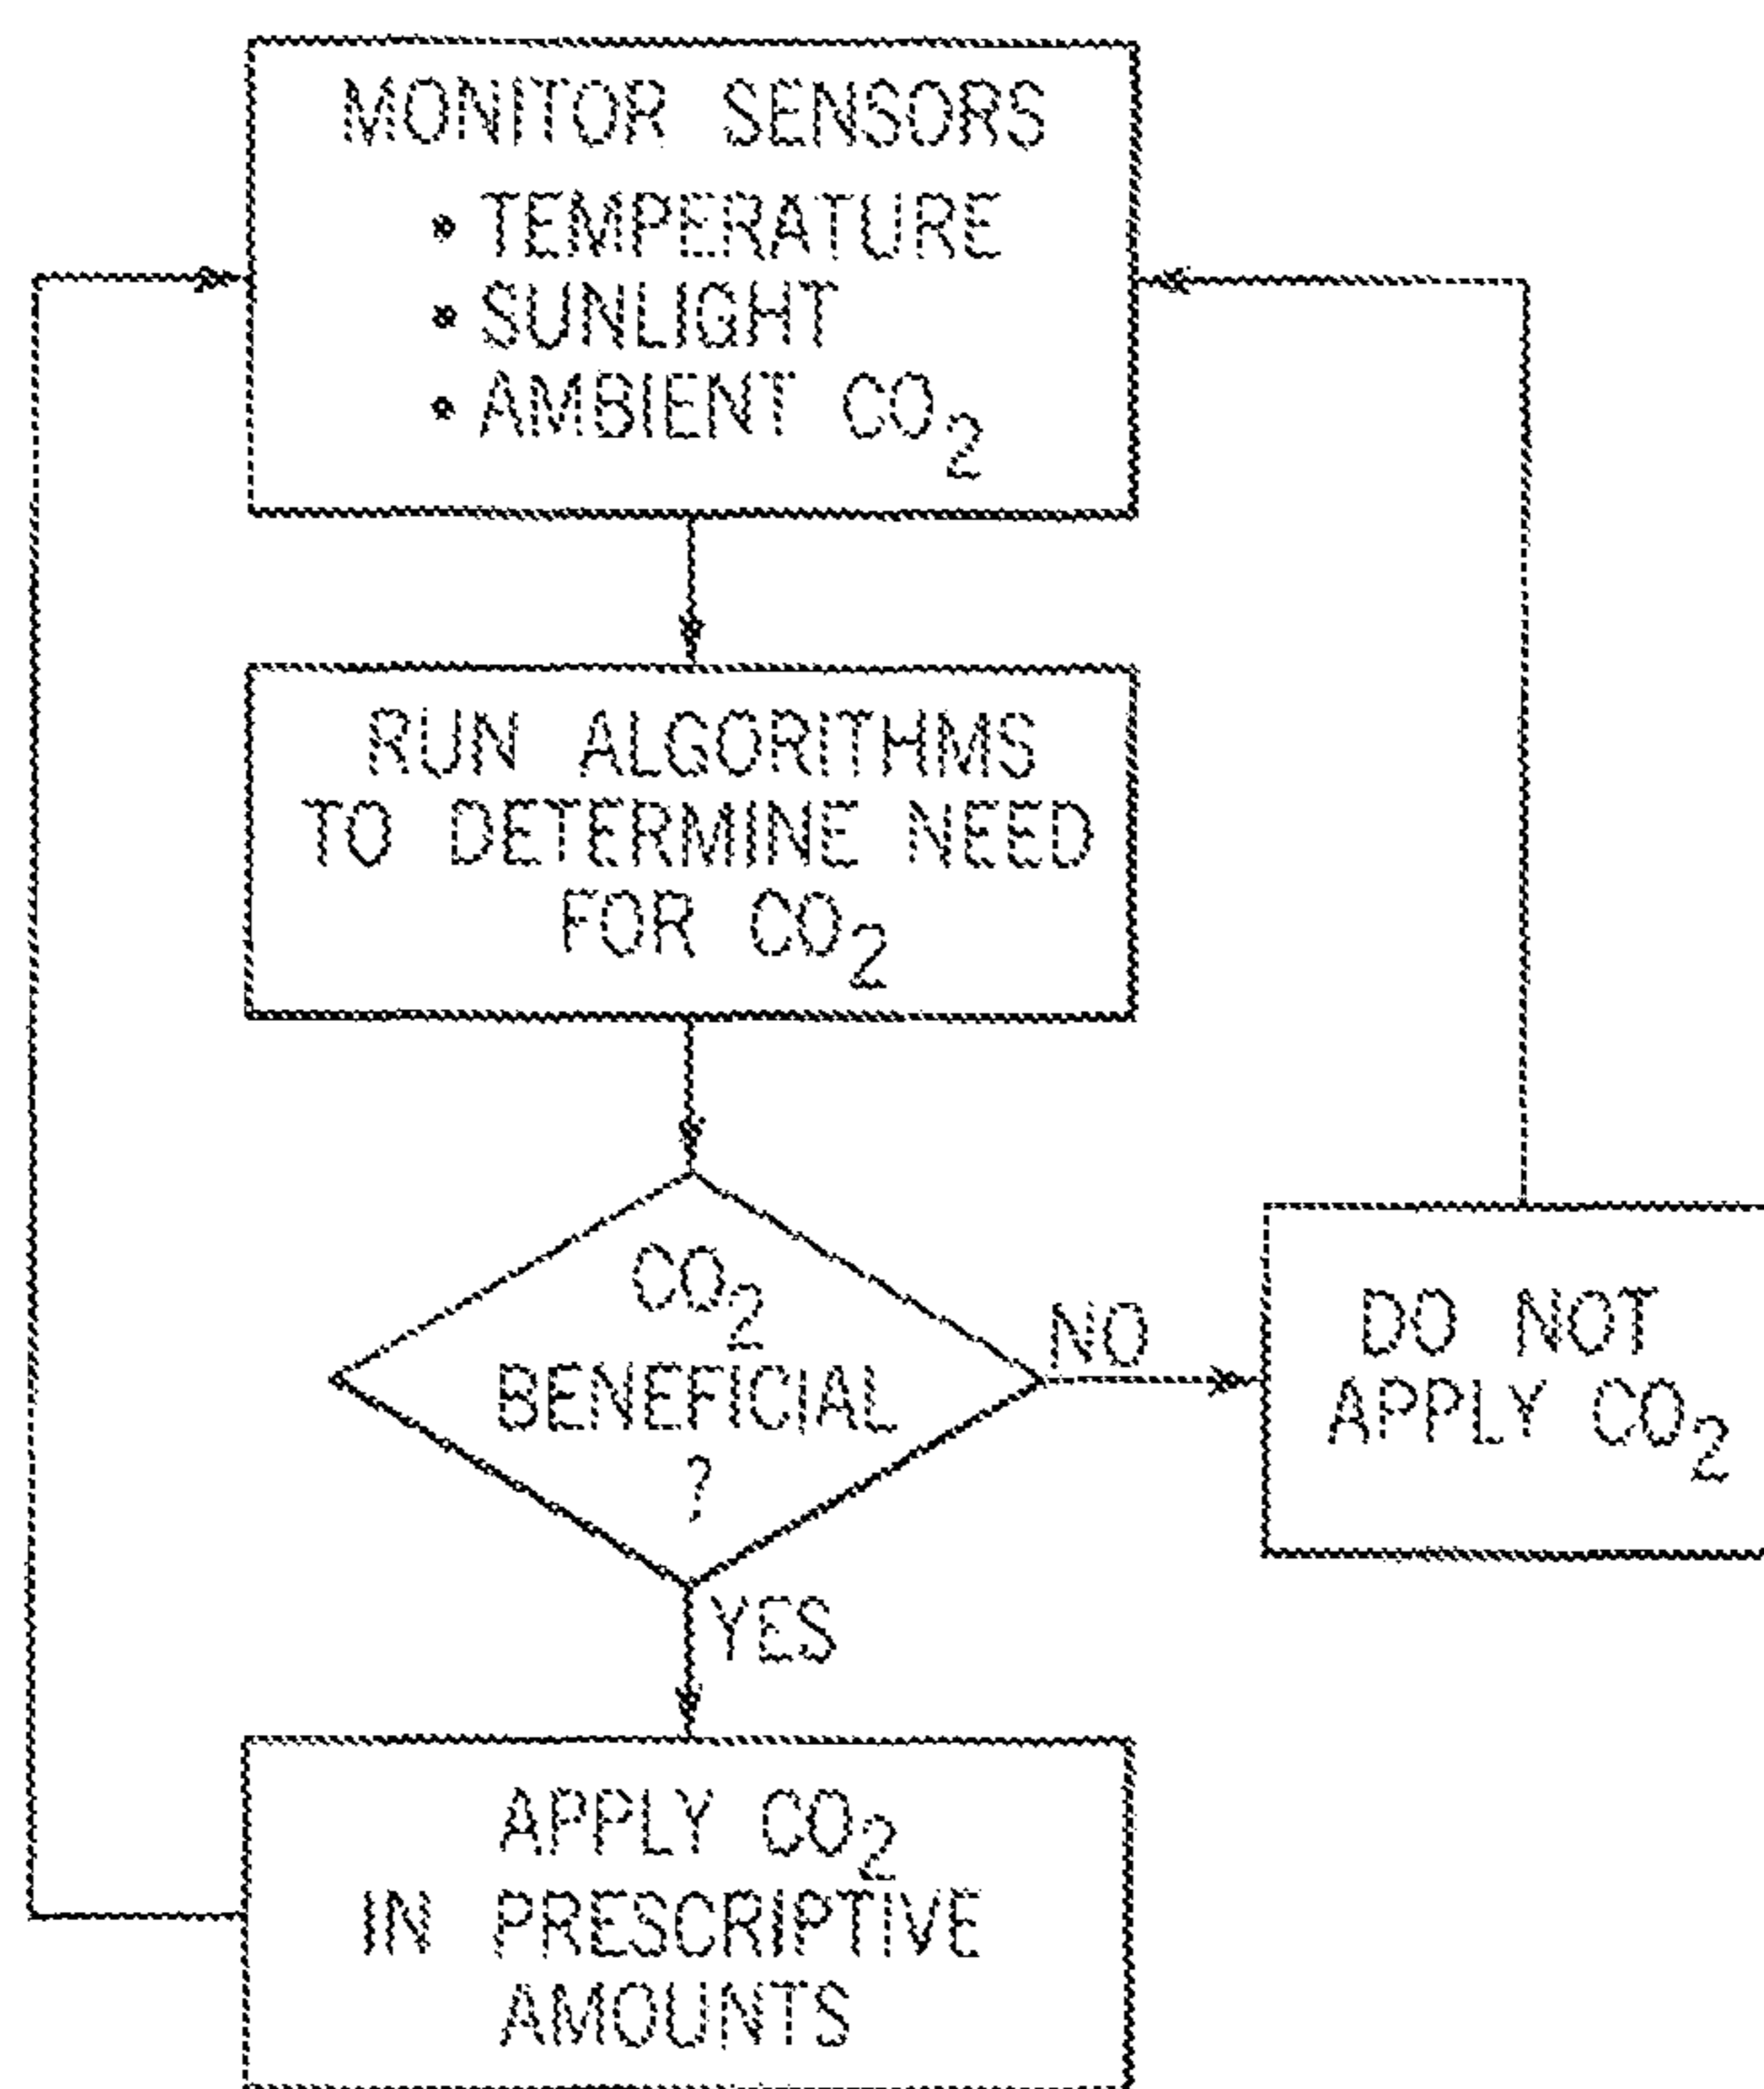 MONITOR SENSORS
• TEMPERATURE
• SUNLIGHT
• AMBIENT CO₂
RUN ALGORITHMS
TO DETERMINE NEED
FOR CO₂
CO₂
BENEFICIAL
?
NO
DO NOT
APPLY CO₂
YES
APPLY CO₂
IN PRESCRIPTIVE
AMOUNTS